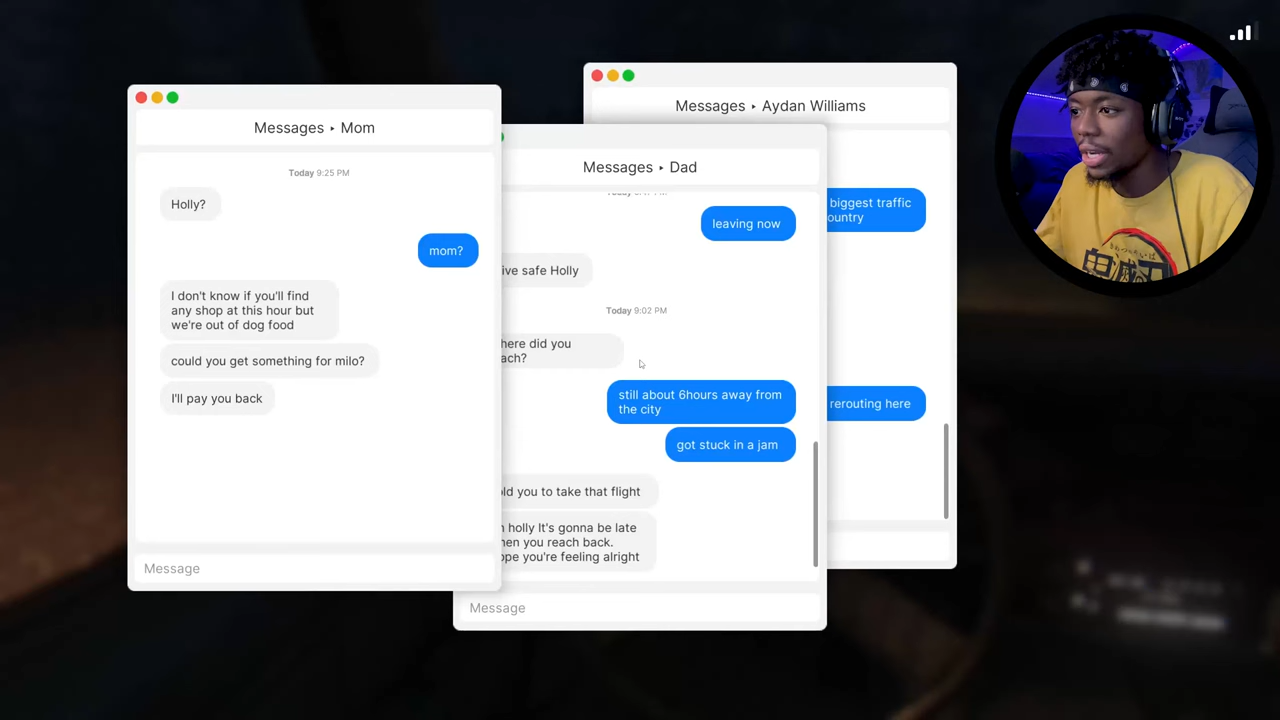 Messages ‣ Mom
Today 9:25 PM
Holly?
mom?
I don't know if you'll find
any shop at this hour but
we're out of dog food
could you get something for milo?
I'll pay you back
Message
Messages ‣ Dad
leaving now
ive safe Holly
Today 9:02 PM
here did you
ach?
still about 6hours away from
the city
got stuck in a jam
old you to take that flight
holly It's gonna be late
en you reach back.
ope you're feeling alright
Message
Messages ‣ Aydan Williams
biggest traffic
ountry
rerouting here